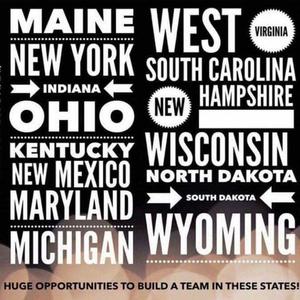 MAINE
NEW YORK
INDIANA
OHIO
KENTUCKY
NEW MEXICO
MARYLAND
MICHIGAN
WEST VIRGINIA
SOUTH CAROLINA
NEW HAMPSHIRE
WISCONSIN
NORTH DAKOTA
SOUTH DAKOTA
WYOMING
HUGE OPPORTUNITIES TO BUILD A TEAM IN THESE STATES!